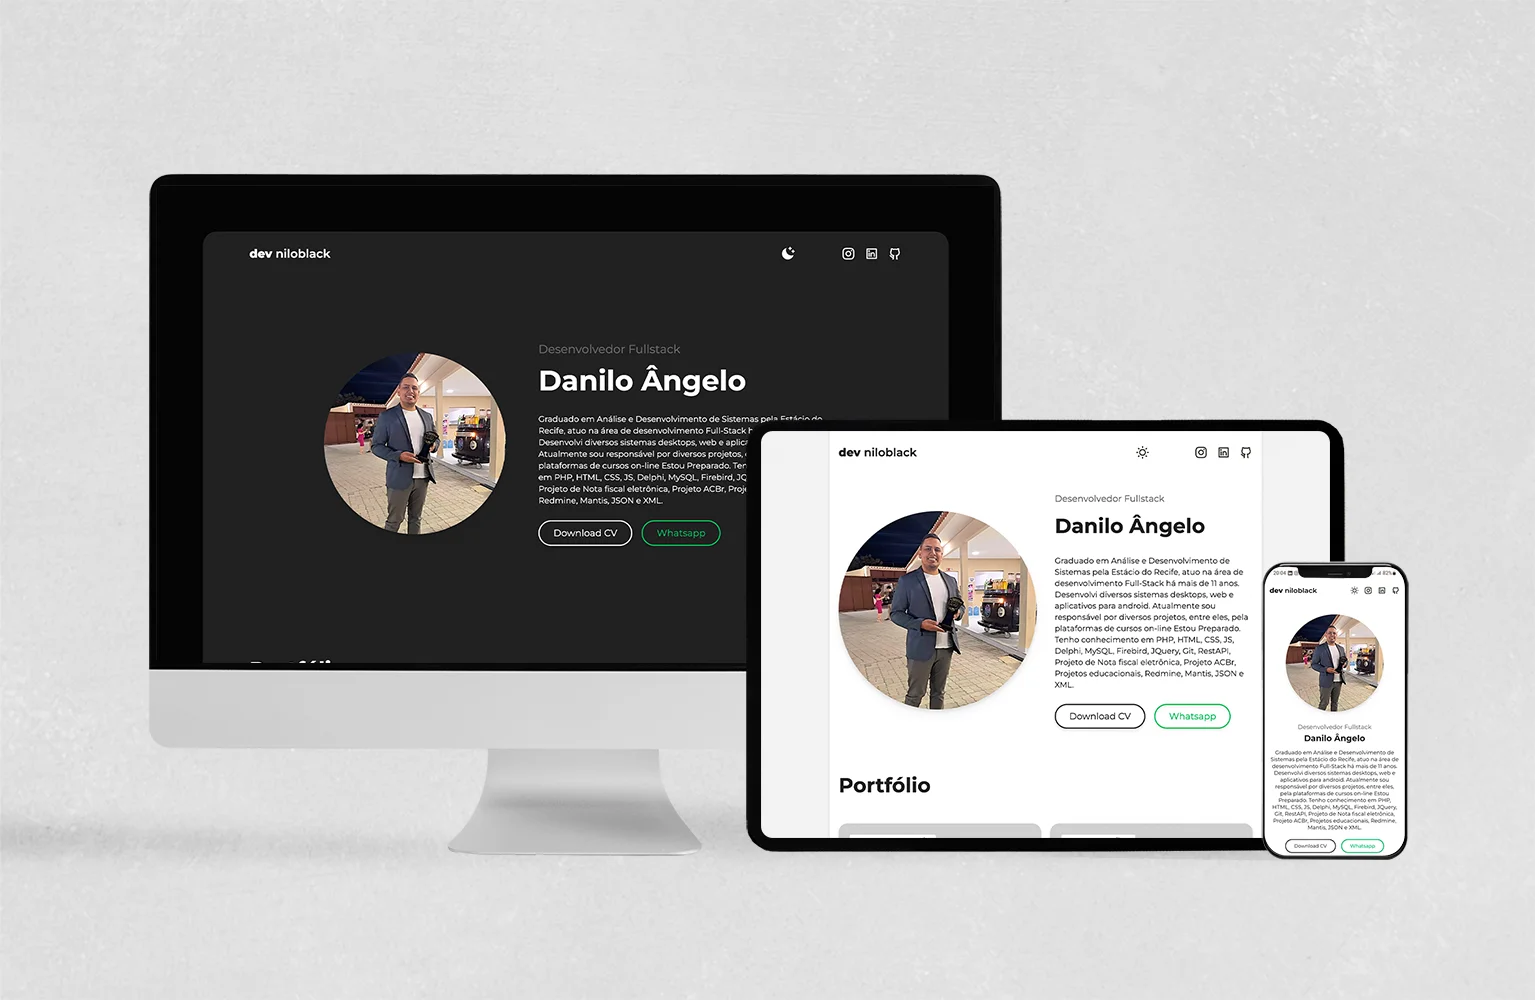 dev niloblack
Desenvolvedor Fullstack
Danilo Ângelo
Graduado em Análise e Desenvolvimento de Sistemas pela Estácio do
Recife, atuo na área de desenvolvimento Full-Stack
Desenvolvi diversos sistemas desktops, web e
Atualmente sou responsável por diversos projetos,
plataformas de cursos on-line Estou Preparado.
em PHP, HTML, CSS, JS, Delphi, MySQL, Firebird,
Projeto de Nota fiscal eletrônica, Projeto ACBr,
Redmine, Mantis, JSON e XML.
Download CV
Whatsapp
dev niloblack
Desenvolvedor Fullstack
Danilo Ângelo
Graduado em Análise e Desenvolvimento de
Sistemas pela Estácio do Recife, atuo na área de
desenvolvimento Full-Stack há mais de 11 anos.
Desenvolvi diversos sistemas desktops, web e
aplicativos para android. Atualmente sou
responsável por diversos projetos, entre eles, pela
plataformas de cursos on-line Estou Preparado.
Tenho conhecimento em PHP, HTML, CSS, JS,
Delphi, MySQL, Firebird, JQuery, Git, RestAPI,
Projeto de Nota fiscal eletrônica, Projeto ACBr,
Projetos educacionais, Redmine, Mantis, JSON e
XML.
Download CV
Whatsapp
Portfólio
20:04
82%
dev niloblack
Desenvolvedor Fullstack
Danilo Ângelo
Graduado em Análise e Desenvolvimento de
Sistemas pela Estácio do Recife, atuo na área de
desenvolvimento Full-Stack há mais de 11 anos.
Desenvolvi diversos sistemas desktops, web e
aplicativos para android. Atualmente sou
responsável por diversos projetos, entre eles,
pela plataformas de cursos on-line Estou
Preparado. Tenho conhecimento em PHP,
HTML, CSS, JS, Delphi, MySQL, Firebird, JQuery,
Git, RestAPI, Projeto de Nota fiscal eletrônica,
Projeto ACBr, Projetos educacionais, Redmine,
Mantis, JSON e XML.
Download CV
Whatsapp